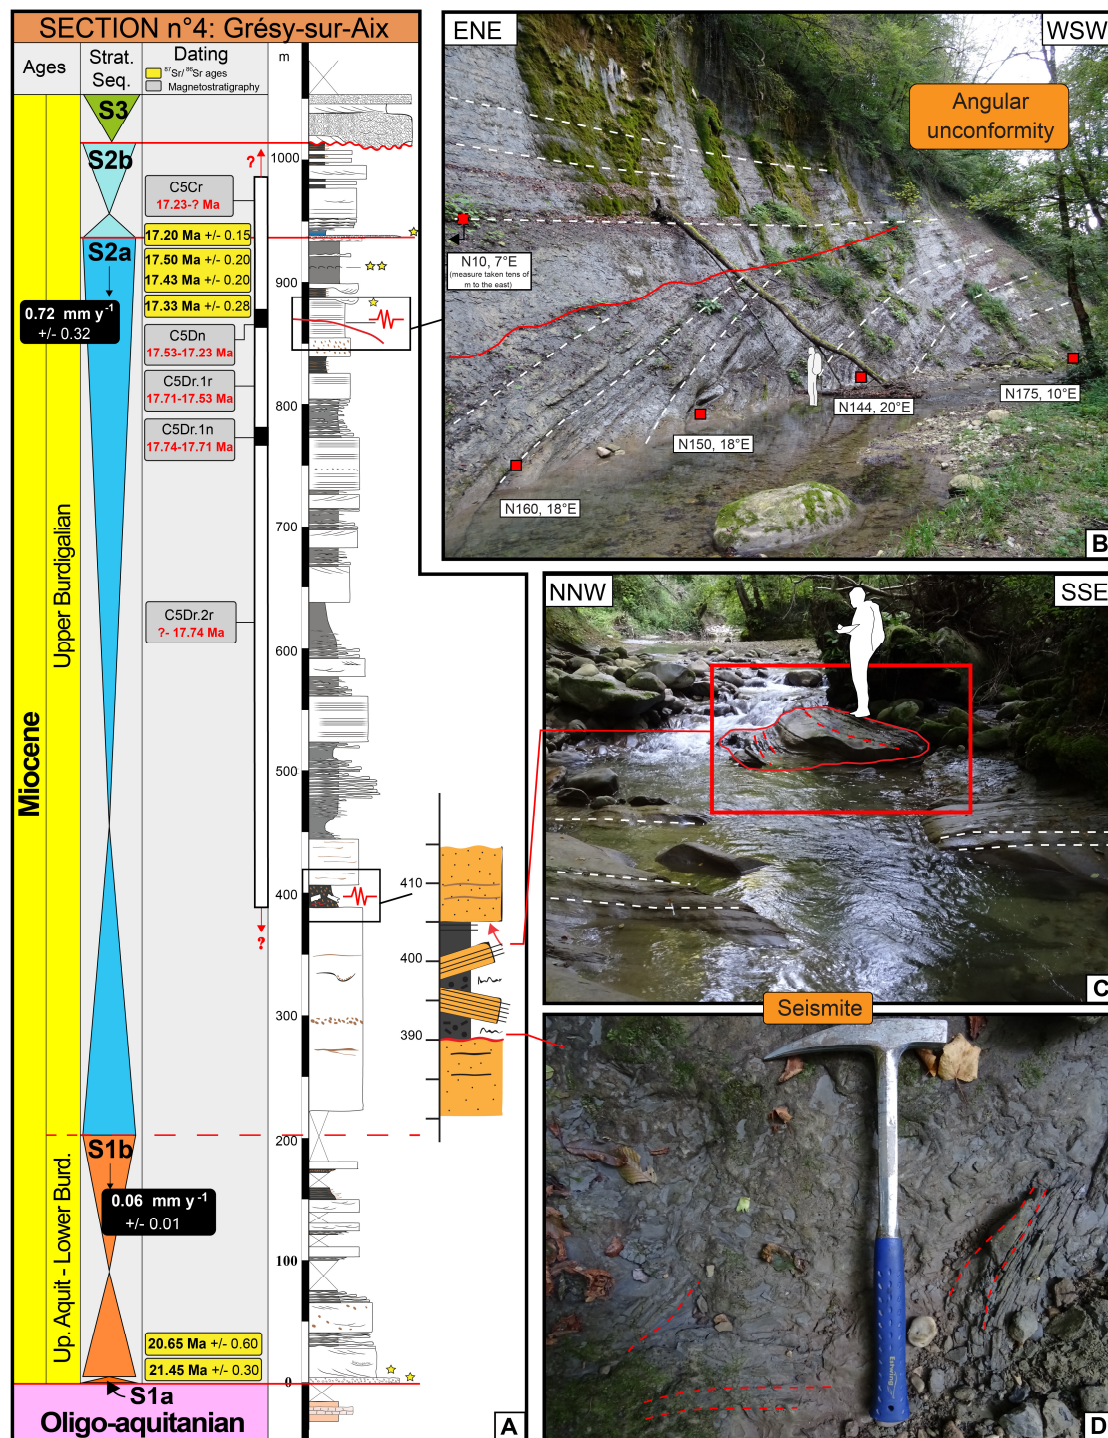 SECTION n°4: Grésy-sur-Aix
Ages
Strat.
Seq.
Dating
87Sr/86Sr ages
Magnetostratigraphy
m
S3
S2b
S2a
0.72 mm y-1
+/- 0.32
S1b
0.06 mm y-1
+/- 0.01
S1a
Miocene
Upper Burdigalian
Up. Aquit - Lower Burd.
Oligo-aquitanian
?
C5Cr
17.23-? Ma
17.20 Ma +/- 0.15
17.50 Ma +/- 0.20
17.43 Ma +/- 0.20
17.33 Ma +/- 0.28
C5Dn
17.53-17.23 Ma
C5Dr.1r
17.71-17.53 Ma
C5Dr.1n
17.74-17.71 Ma
C5Dr.2r
?- 17.74 Ma
?
20.65 Ma +/- 0.60
21.45 Ma +/- 0.30
1000
900
800
700
600
500
400
300
200
100
0
410
400
390
A
ENE
WSW
Angular
unconformity
N10, 7°E
(measure taken tens of
m to the east)
N175, 10°E
N144, 20°E
N150, 18°E
N160, 18°E
B
NNW
SSE
C
Seismite
Estwing
D